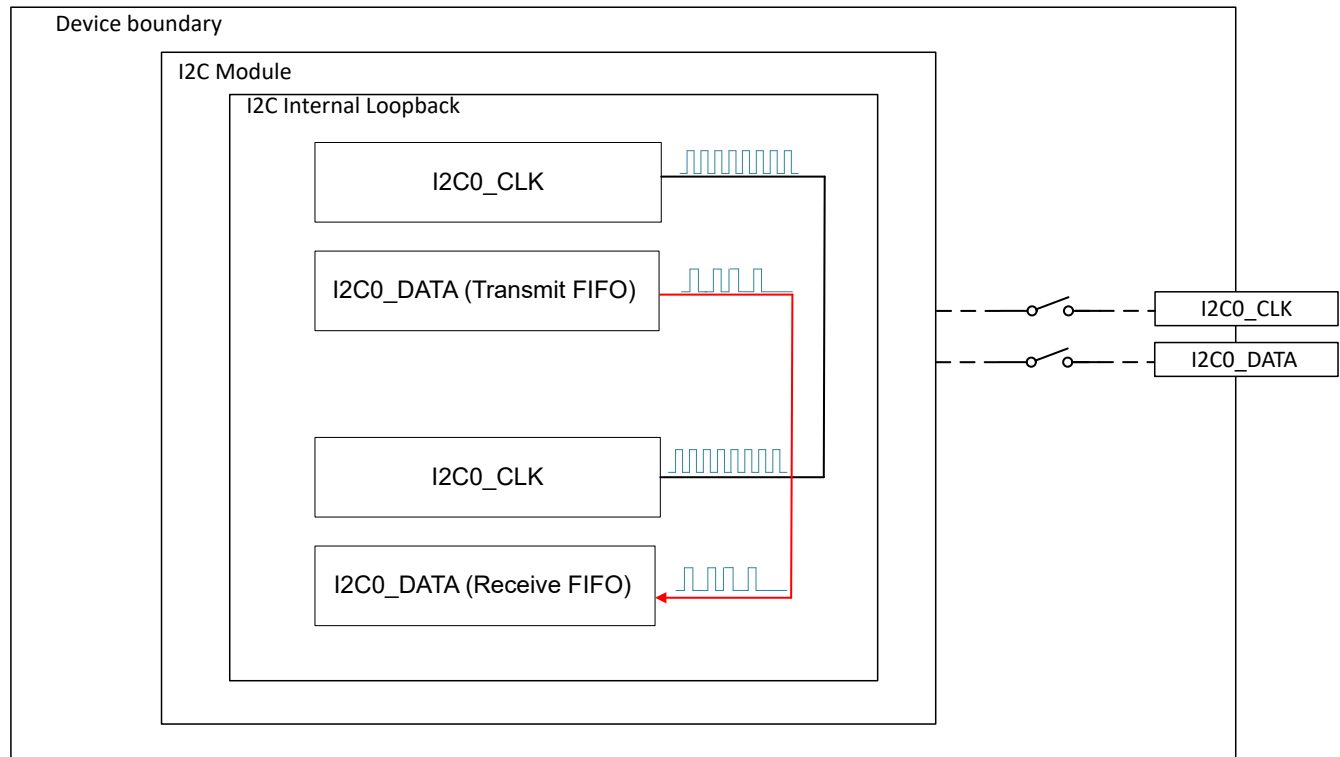 Device boundary
I2C Module
I2C Internal Loopback
I2C0_CLK
I2C0_DATA (Transmit FIFO)
I2C0_CLK
I2C0_DATA
I2C0_CLK
I2C0_DATA (Receive FIFO)